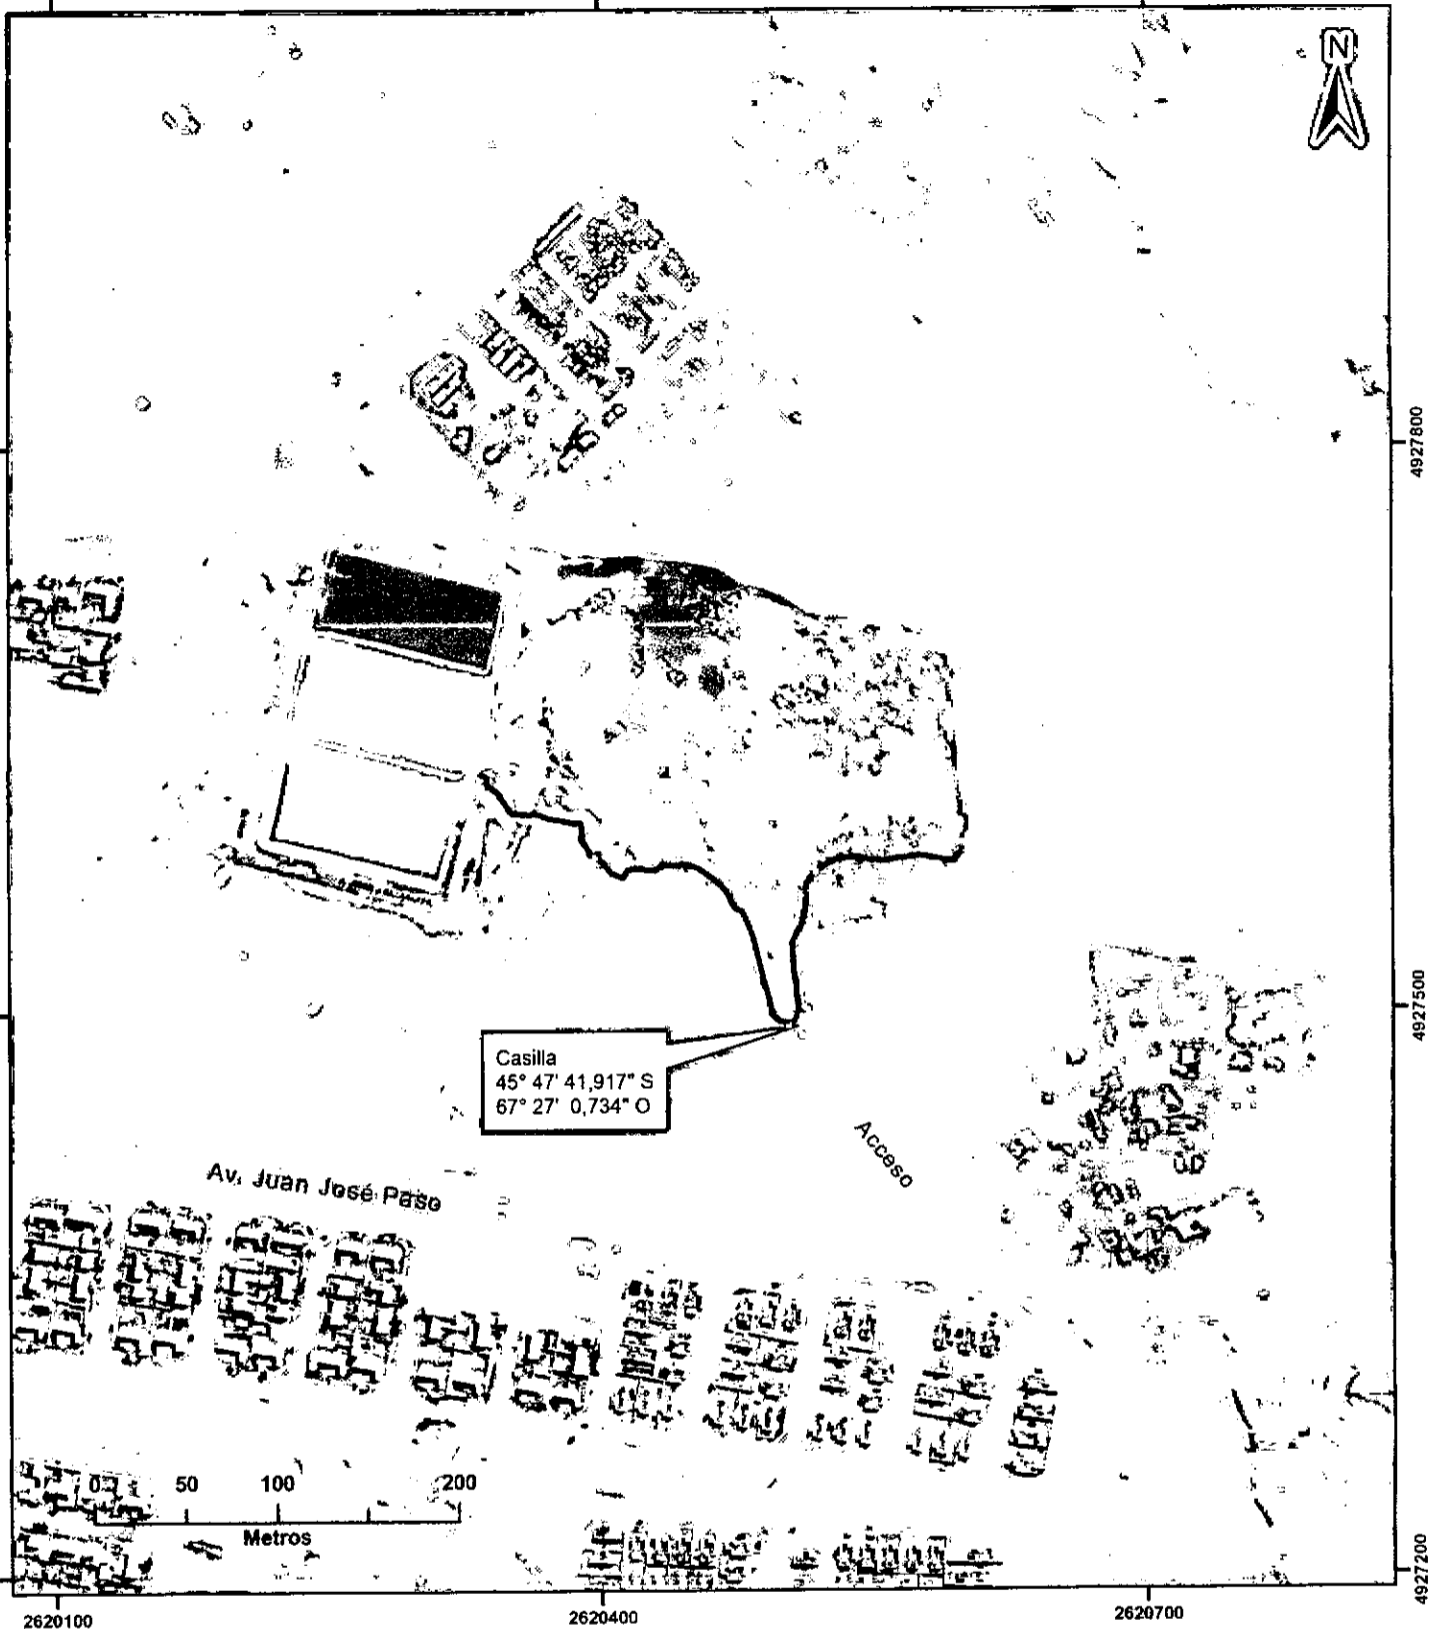 N
4927800
4927500
Casilla
45° 47' 41,917" S
67° 27' 0,734" O
Acceso
Av. Juan José Paso
0 50 100 200
Metros
4927200
2620100 2620400 2620700